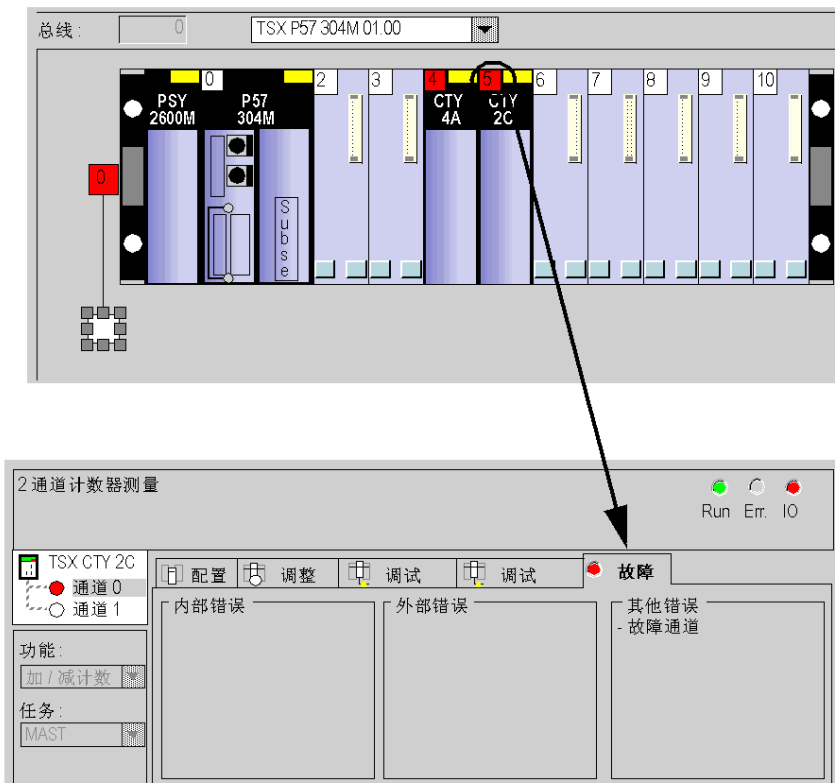 总线: 0 TSX P57 304M 01.00
0 2 3 4 5 6 7 8 9 10
PSY 2600M
P57 304M
CTY 4A
CTY 2C
0
Subse
2通道计数器测量
Run Err. IO
TSX CTY 2C
通道 0
通道 1
配置 调整 调试 调试 故障
内部错误 外部错误 其他错误
- 故障通道
功能:
加 / 减计数
任务:
MAST